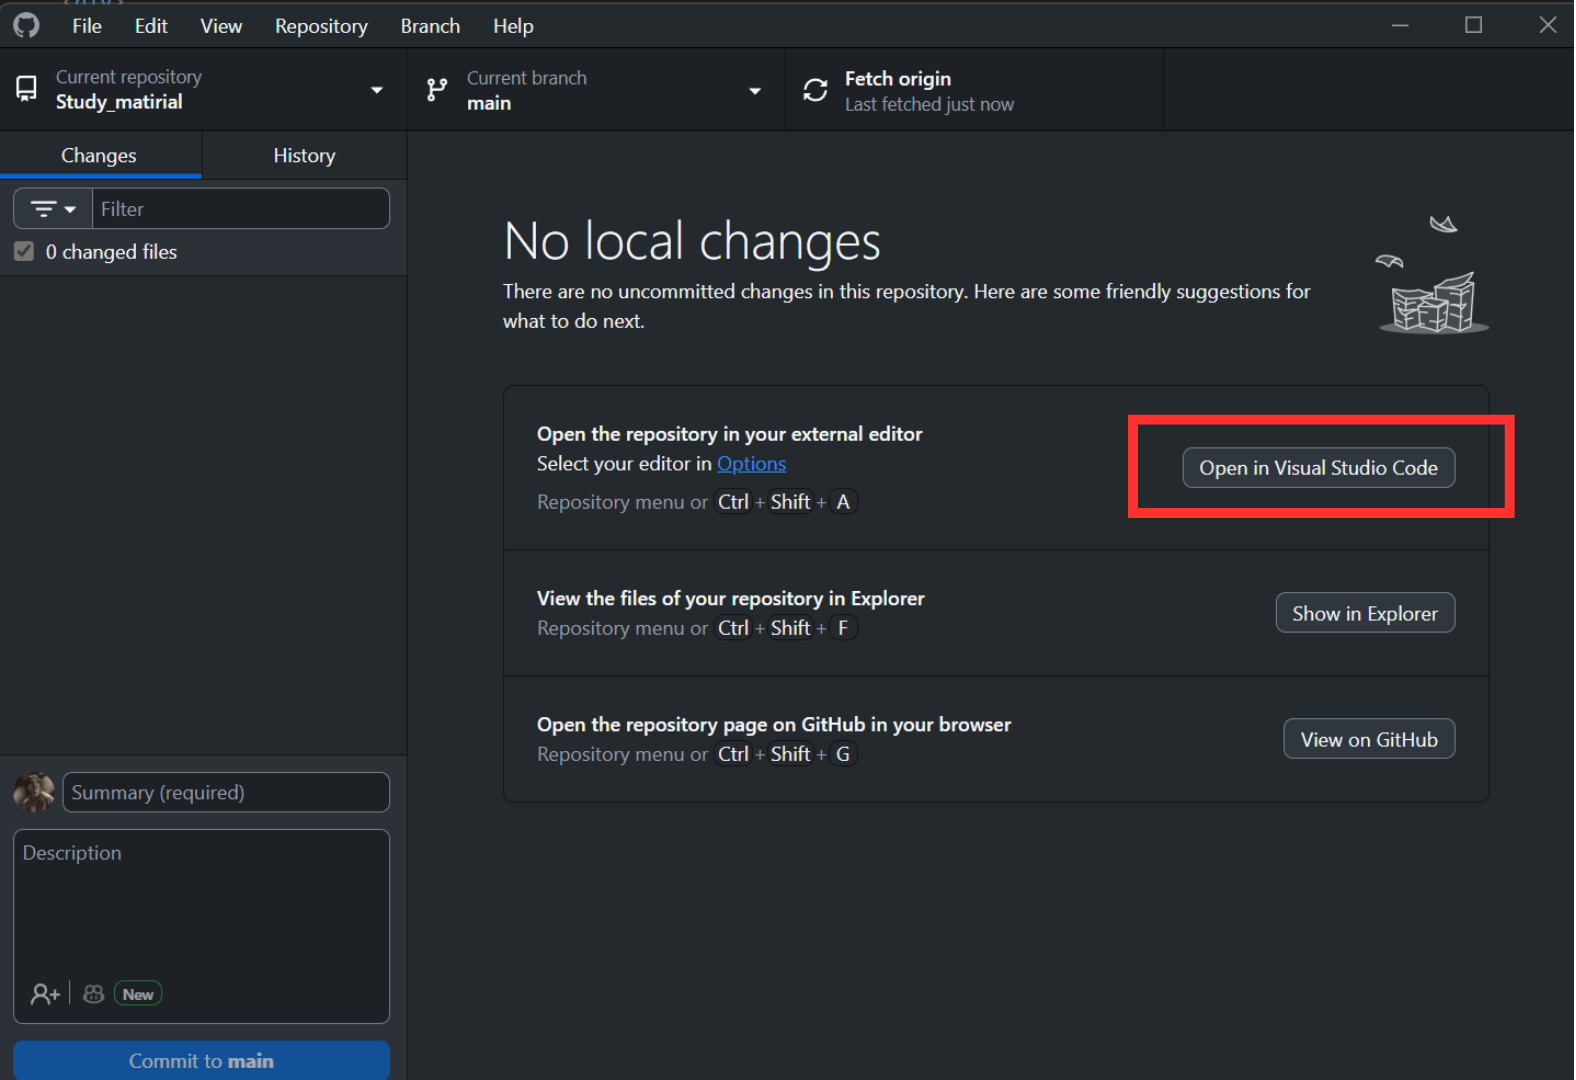 File Edit View Repository Branch Help
Current repository
Study_matirial
Current branch
main
Fetch origin
Last fetched just now
Changes
History
Filter
0 changed files
No local changes
There are no uncommitted changes in this repository. Here are some friendly suggestions for
what to do next.
Open the repository in your external editor
Select your editor in Options
Repository menu or Ctrl + Shift + A
Open in Visual Studio Code
View the files of your repository in Explorer
Repository menu or Ctrl + Shift + F
Show in Explorer
Open the repository page on GitHub in your browser
Repository menu or Ctrl + Shift + G
View on GitHub
Summary (required)
Description
New
Commit to main